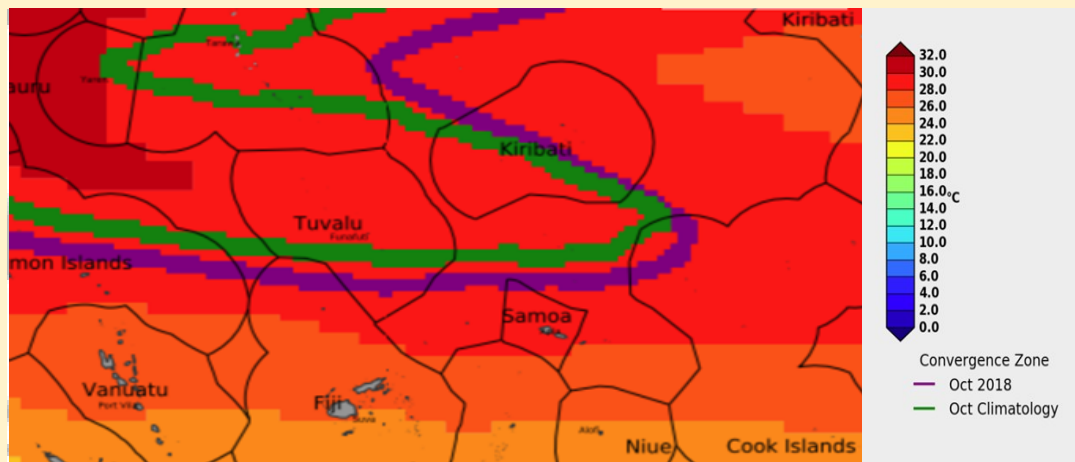 Kiribati
Tarawa
Yaren
auru
Kiribati
Tuvalu
Funafuti
mon Islands
Samoa
Vanuatu
Port Vila
Fiji
Suva
Alofi
Niue
Cook Islands
32.0
30.0
28.0
26.0
24.0
22.0
20.0
18.0
16.0
°C
14.0
12.0
10.0
8.0
6.0
4.0
2.0
0.0
Convergence Zone
Oct 2018
Oct Climatology